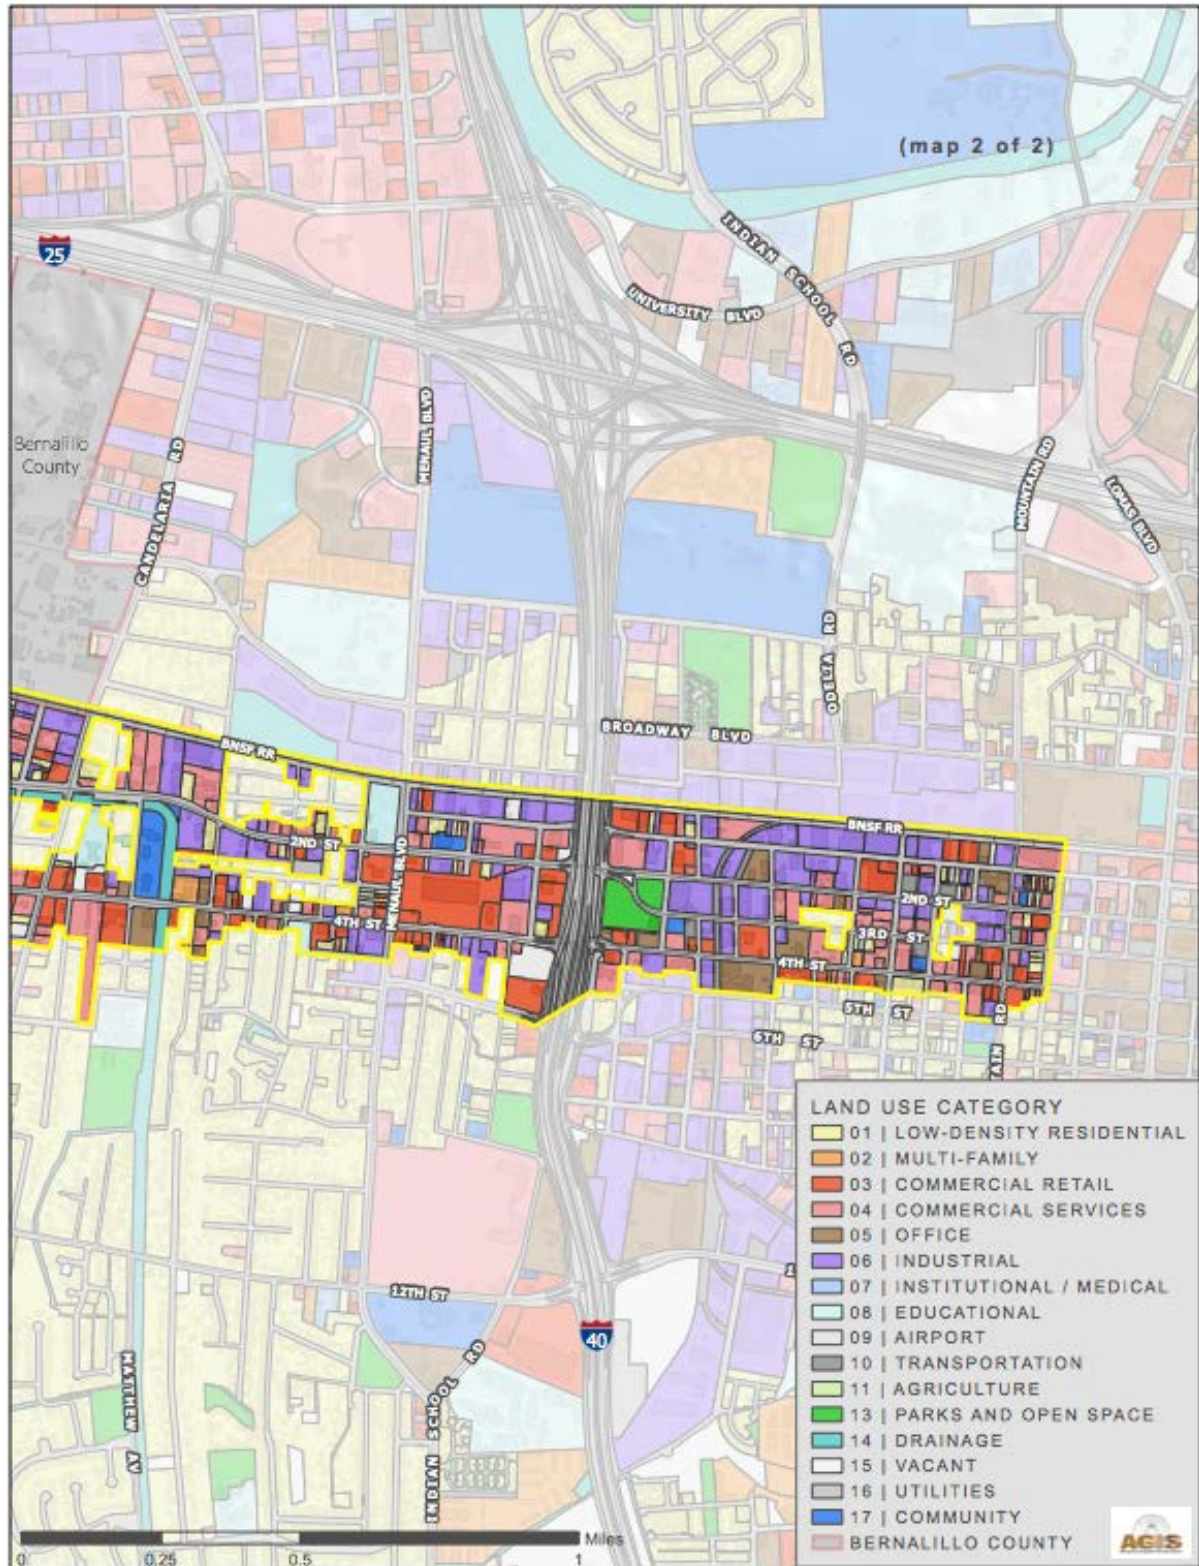 (map 2 of 2)
INDIAN SCHOOL RD
25
UNIVERSITY BLVD
Bernalillo
County
MENAUL BLVD
CANDELARIA RD
MOUNTAIN RD
LOMAS BLVD
ODELIA RD
BROADWAY BLVD
BNSF RR
BNSF RR
2ND ST
MENAUL BLVD
2ND ST
4TH ST
3RD ST
4TH ST
5TH ST
6TH ST
RD
TAIN
LAND USE CATEGORY
01 | LOW-DENSITY RESIDENTIAL
02 | MULTI-FAMILY
03 | COMMERCIAL RETAIL
04 | COMMERCIAL SERVICES
05 | OFFICE
06 | INDUSTRIAL
07 | INSTITUTIONAL / MEDICAL
08 | EDUCATIONAL
09 | AIRPORT
10 | TRANSPORTATION
11 | AGRICULTURE
13 | PARKS AND OPEN SPACE
14 | DRAINAGE
15 | VACANT
16 | UTILITIES
17 | COMMUNITY
BERNALILLO COUNTY
12TH ST
1
40
INDIAN SCHOOL RD
MATTHEW AV
Miles
0 0.25 0.5 1
AGIS